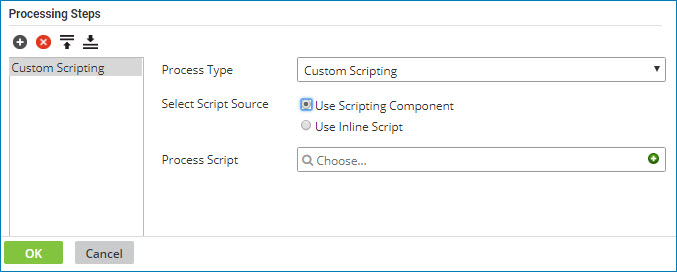 Processing Steps
Custom Scripting
Process Type
Custom Scripting
Select Script Source
Use Scripting Component
Use Inline Script
Process Script
Choose...
OK
Cancel